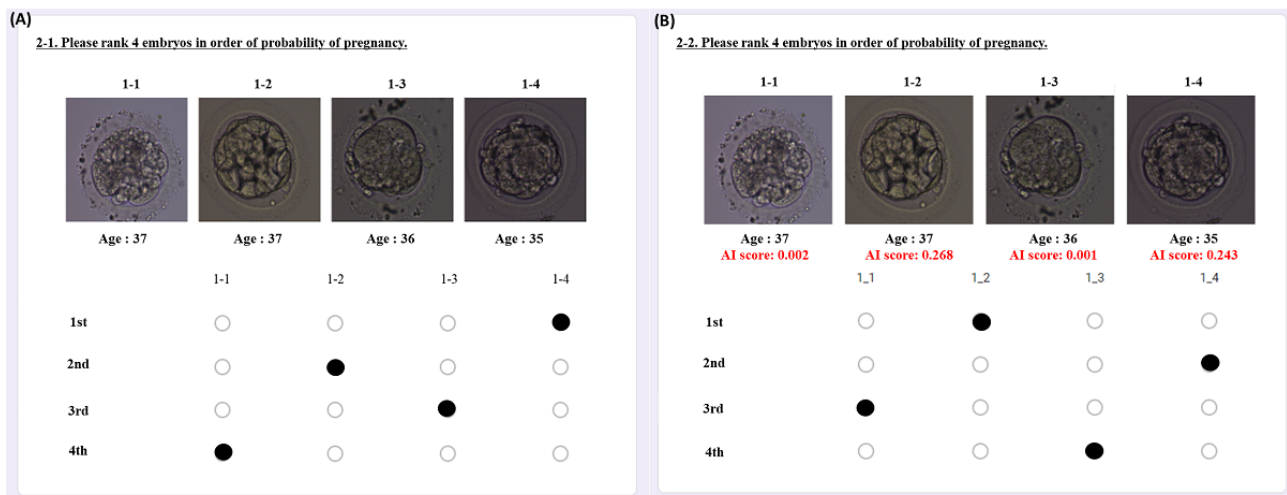 (A)
2-1. Please rank 4 embryos in order of probability of pregnancy.
1-1 1-2 1-3 1-4
Age : 37 Age : 37 Age : 36 Age : 35
1-1 1-2 1-3 1-4
1st
2nd
3rd
4th
(B)
2-2. Please rank 4 embryos in order of probability of pregnancy.
1-1 1-2 1-3 1-4
Age : 37 Age : 37 Age : 36 Age : 35
AI score: 0.002 AI score: 0.268 AI score: 0.001 AI score: 0.243
1_1 1_2 1_3 1_4
1st
2nd
3rd
4th